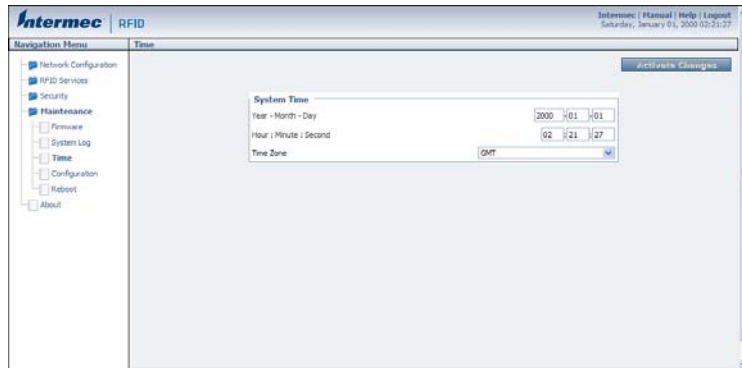 Intermec | RFID
Intermec | Manual | Help | Logout
Saturday, January 01, 2000 02:21:27
Navigation Menu
Time
Network Configuration
RFID Services
Security
Maintenance
Firmware
System Log
Time
Configuration
Reboot
About
Activate Changes
System Time
Year - Month - Day
2000 - 01 - 01
Hour : Minute : Second
02 : 21 : 27
Time Zone
GMT